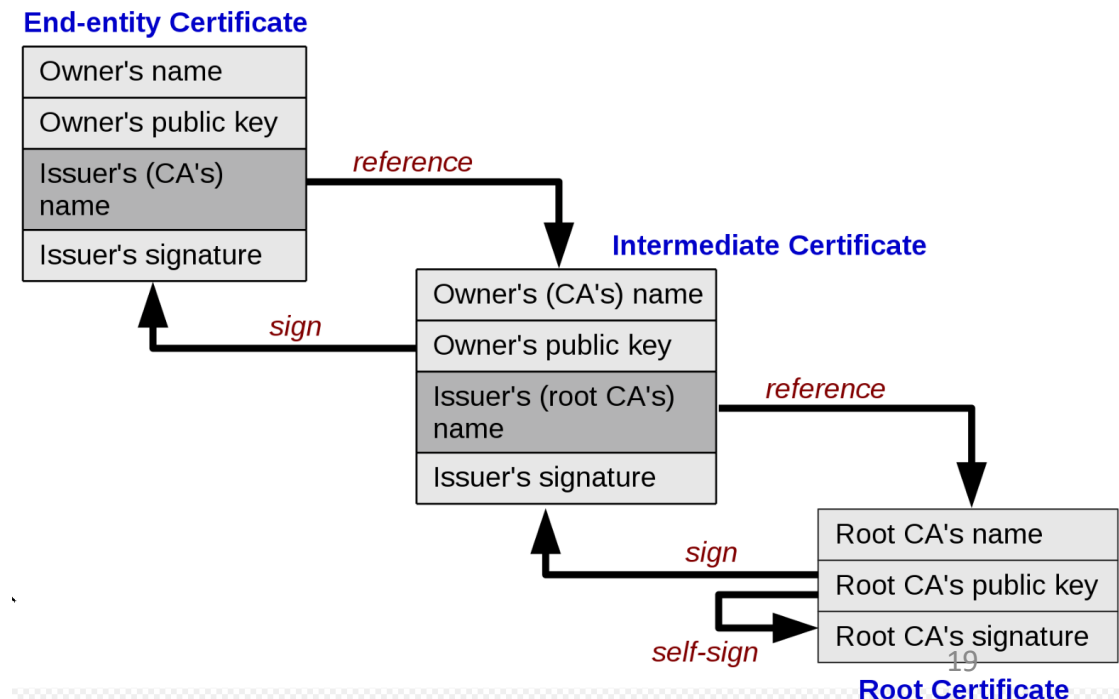 End-entity Certificate
Owner's name
Owner's public key
Issuer's (CA's)
name
Issuer's signature
reference
sign
Intermediate Certificate
Owner's (CA's) name
Owner's public key
Issuer's (root CA's)
name
Issuer's signature
reference
sign
self-sign
Root CA's name
Root CA's public key
Root CA's signature
19
Root Certificate